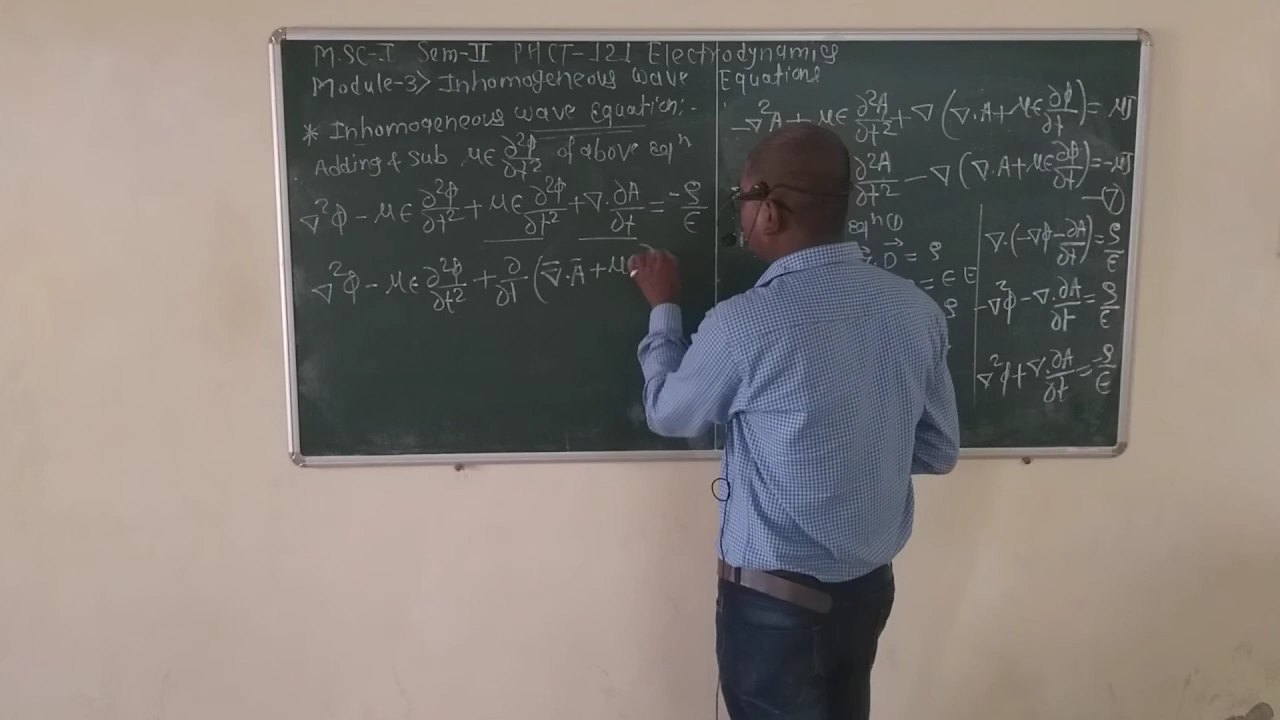 M.SC-I Sem-II PHCT-121 Electrodynamics
Module-3> Inhomogeneous wave Equations
* Inhomogeneous wave Equation:-
Adding & Sub με ∂²φ/∂t² of above eqⁿ
∇²φ - με ∂²φ/∂t² + με ∂²φ/∂t² + ∇·∂A/∂t = -ρ/ε
∇²φ - με ∂²φ/∂t² + ∂/∂t (∇̄·Ā + μ
-∇²A + με ∂²A/∂t² + ∇(∇·A + με ∂φ/∂t) = μJ
∂²A/∂t² - ∇(∇·A + με ∂φ/∂t) = -μJ
eqⁿ (1)
D⃗ = ρ
= ε E
ρ
∇·(-∇φ - ∂A/∂t) = ρ/ε
-∇²φ - ∇·∂A/∂t = ρ/ε
∇²φ + ∇·∂A/∂t = -ρ/ε